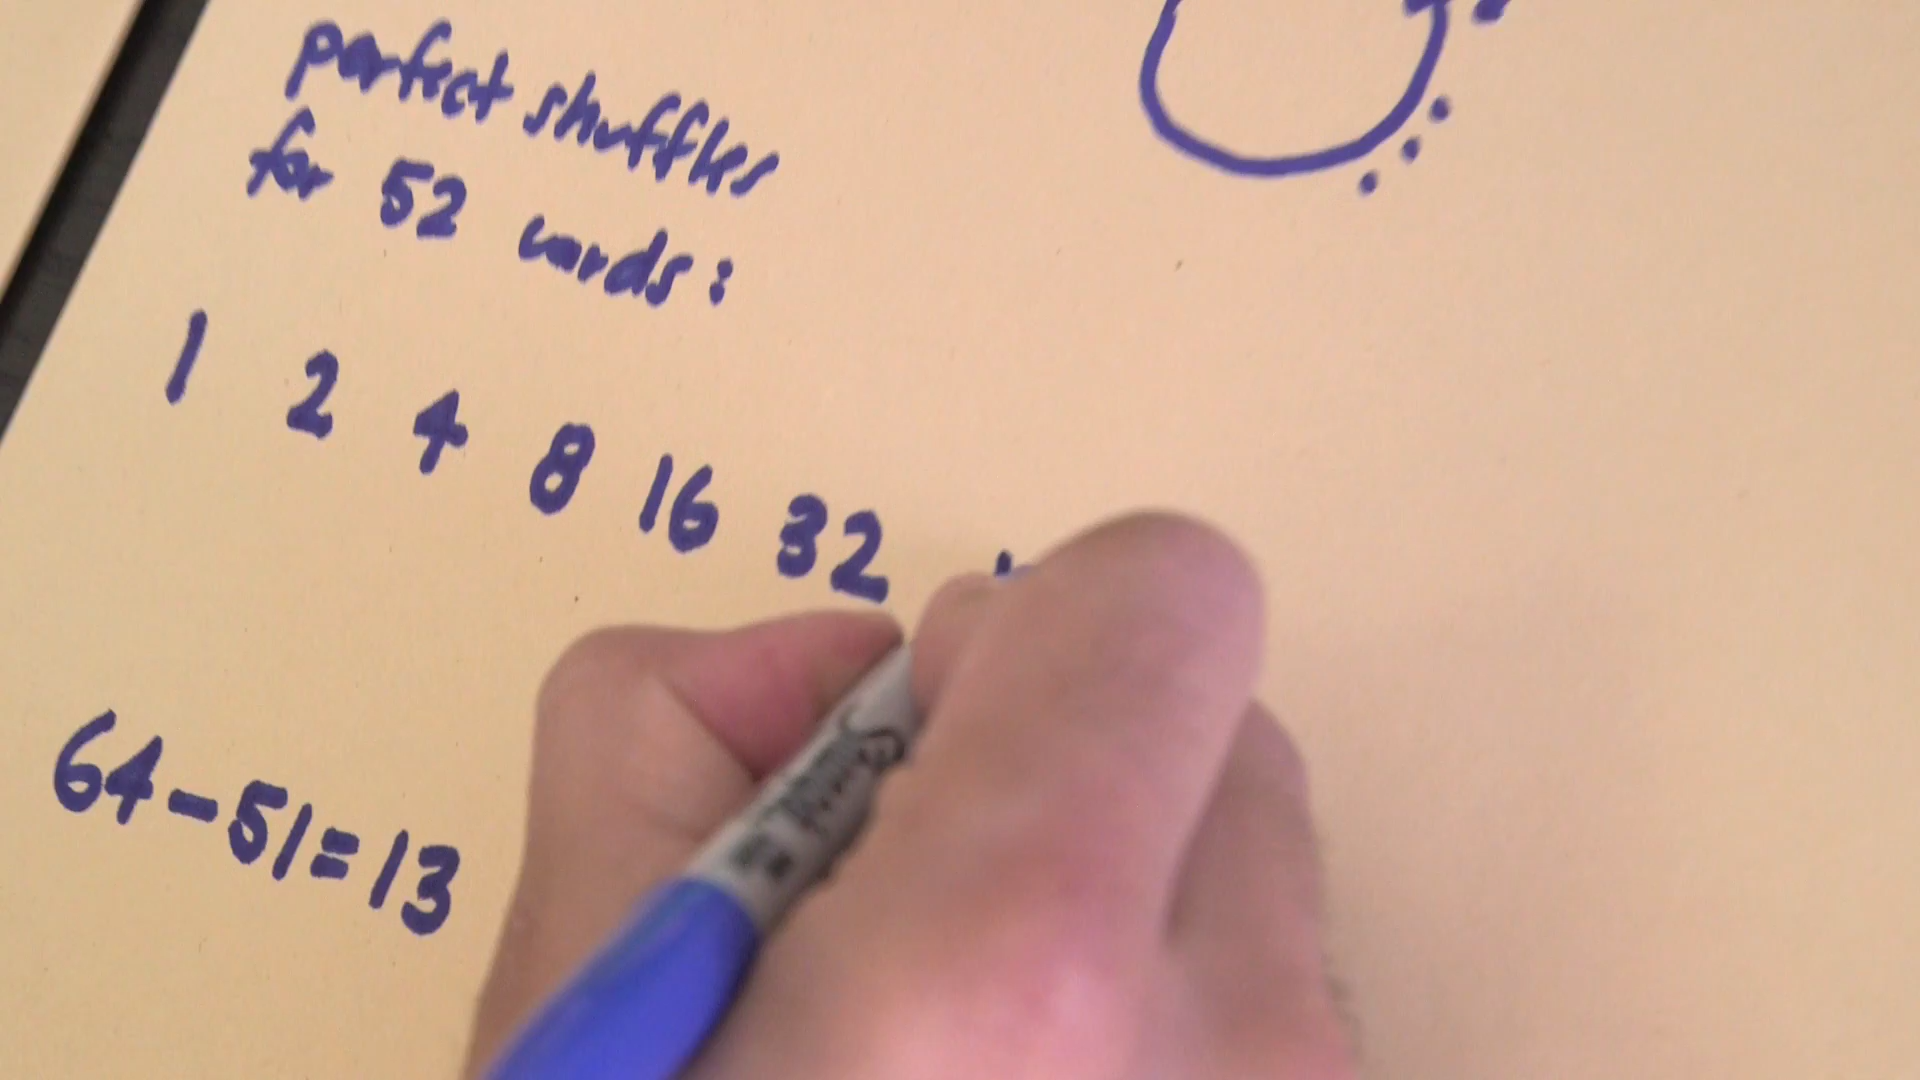 perfect shuffles
for 52 cards:
1 2 4 8 16 32
64-51=13